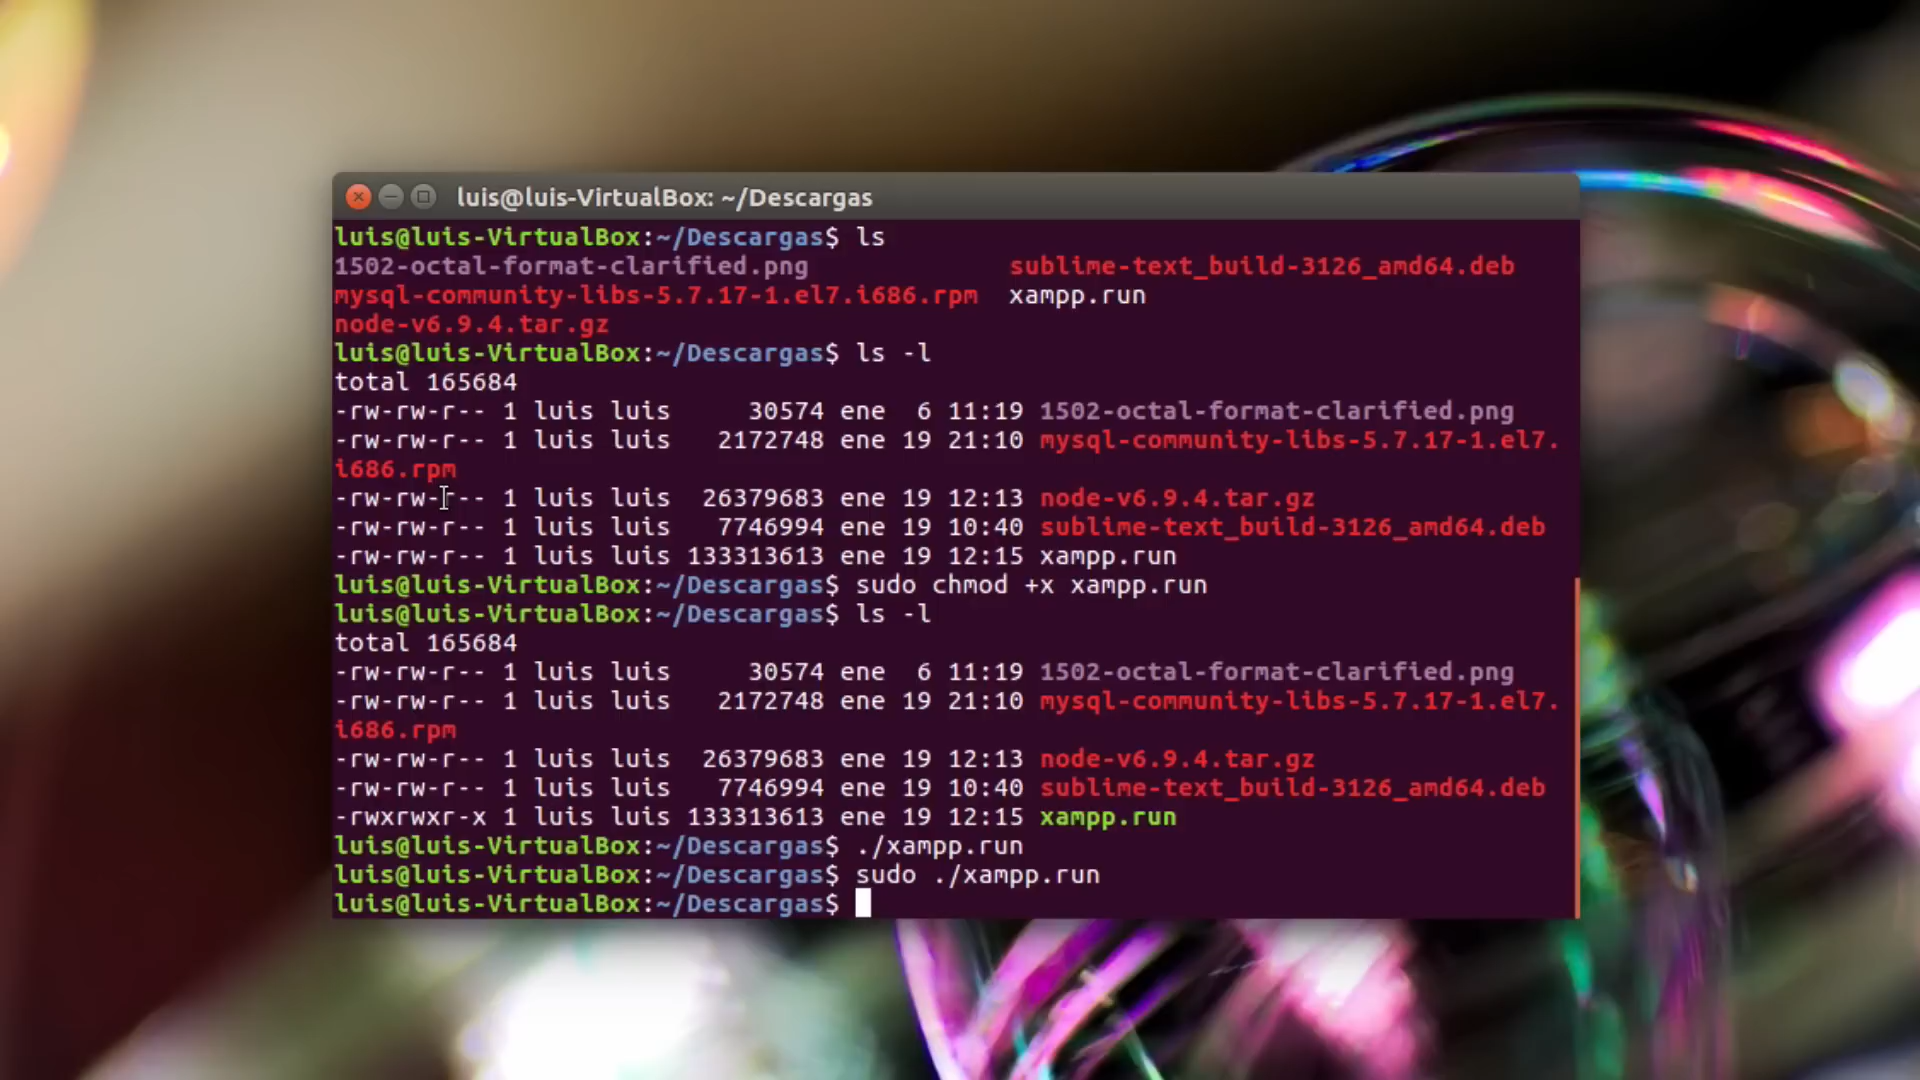 luis@luis-VirtualBox: ~/Descargas
luis@luis-VirtualBox:~/Descargas$ ls
1502-octal-format-clarified.png sublime-text_build-3126_amd64.deb
mysql-community-libs-5.7.17-1.el7.i686.rpm xampp.run
node-v6.9.4.tar.gz
luis@luis-VirtualBox:~/Descargas$ ls -l
total 165684
-rw-rw-r-- 1 luis luis 30574 ene 6 11:19 1502-octal-format-clarified.png
-rw-rw-r-- 1 luis luis 2172748 ene 19 21:10 mysql-community-libs-5.7.17-1.el7.
i686.rpm
-rw-rw-r-- 1 luis luis 26379683 ene 19 12:13 node-v6.9.4.tar.gz
-rw-rw-r-- 1 luis luis 7746994 ene 19 10:40 sublime-text_build-3126_amd64.deb
-rw-rw-r-- 1 luis luis 133313613 ene 19 12:15 xampp.run
luis@luis-VirtualBox:~/Descargas$ sudo chmod +x xampp.run
luis@luis-VirtualBox:~/Descargas$ ls -l
total 165684
-rw-rw-r-- 1 luis luis 30574 ene 6 11:19 1502-octal-format-clarified.png
-rw-rw-r-- 1 luis luis 2172748 ene 19 21:10 mysql-community-libs-5.7.17-1.el7.
i686.rpm
-rw-rw-r-- 1 luis luis 26379683 ene 19 12:13 node-v6.9.4.tar.gz
-rw-rw-r-- 1 luis luis 7746994 ene 19 10:40 sublime-text_build-3126_amd64.deb
-rwxrwxr-x 1 luis luis 133313613 ene 19 12:15 xampp.run
luis@luis-VirtualBox:~/Descargas$ ./xampp.run
luis@luis-VirtualBox:~/Descargas$ sudo ./xampp.run
luis@luis-VirtualBox:~/Descargas$